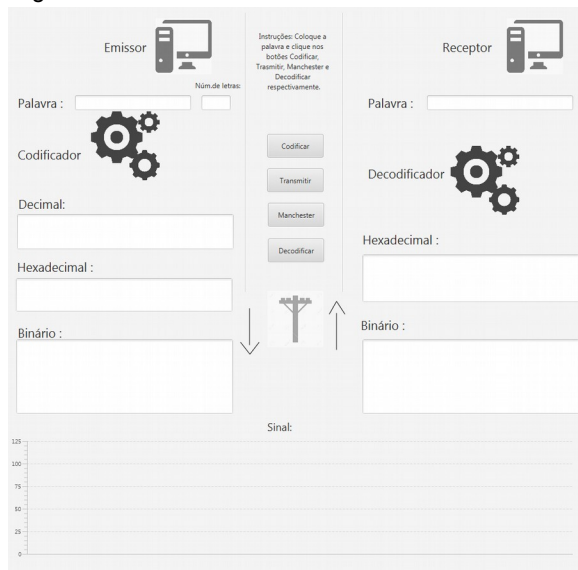 Emissor
Núm.de letras:
Palavra :
Codificador
Decimal:
Hexadecimal :
Binário :
Instruções: Coloque a
palavra e clique nos
botões Codificar,
Trasmitir, Manchester e
Decodificar
respectivamente.
Codificar
Transmitir
Manchester
Decodificar
Receptor
Palavra :
Decodificador
Hexadecimal :
Binário :
Sinal:
125
100
75
50
25
0